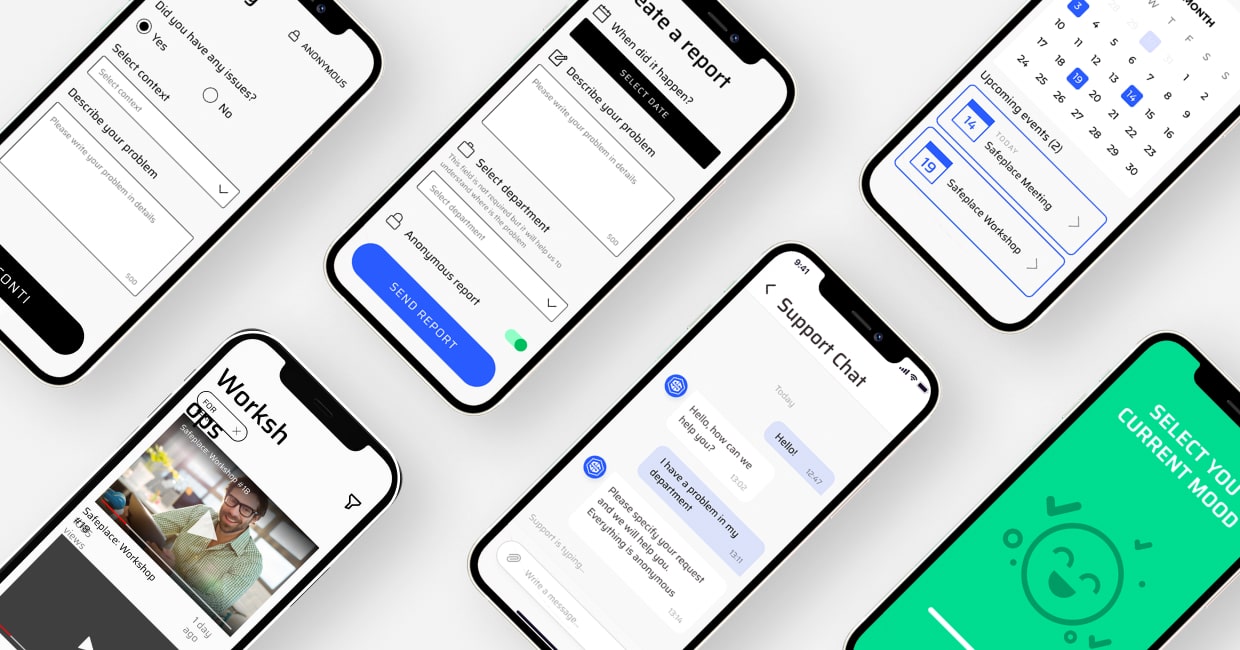 Did you have any issues?
ANONYMOUS
Yes
No
Select context
Select context
Describe your problem
Please write your problem in details
500
CONTI
eate a report
When did it happen?
SELECT DATE
Describe your problem
Please write your problem in details
500
Select department
This field is not required but it will help us to
understand where is the problem
Select department
Anonymous report
SEND REPORT
MONTH
W T F S S
3 4 5 6 7 8 9
10 11 12 13 14 15 16
17 18 19 20 21 22 23
24 25 26 27 28 29 30
1 2
Upcoming events (2)
14
TODAY
Safeplace Meeting
19
Safeplace Workshop
Worksh
ops
FOR
Safeplace: Workshop #18
Safeplace: Workshop
#18
views
1 day
ago
9:41
Support Chat
Today
Hello!
12:47
Hello, how can we
help you?
13:02
I have a problem in my
department
13:11
Please specify your request
and we will help you.
Everything is anonymous
13:14
Support is typing...
Write a message...
SELECT YOU
CURRENT MOOD